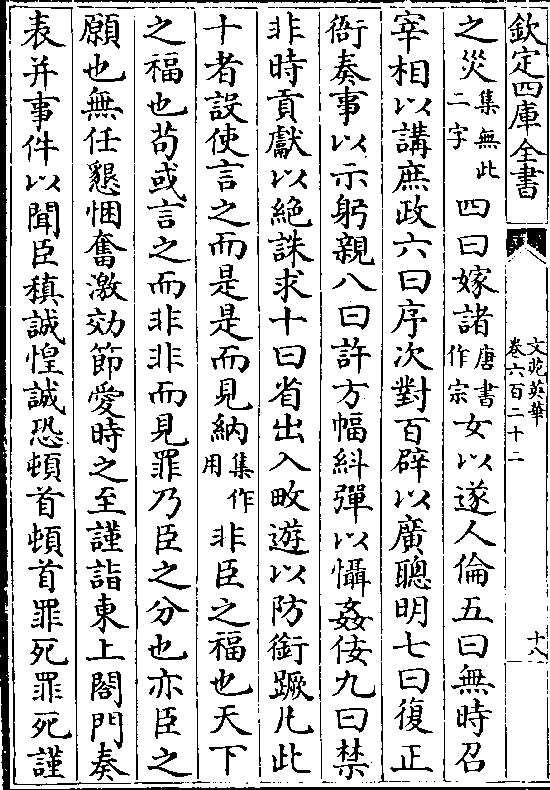 欽定四庫全書
文苑英華
卷六百二十二
十八
之災集無此二字四曰嫁諸唐書作宗女以遂人倫五曰無時召
宰相以講庶政六曰序次對百辟以廣聰明七曰復正
衙奏事以示躬親八曰許方幅糾彈以懾姦佞九曰禁
非時貢獻以絶誅求十曰省出入畋遊以防銜蹶凡此
十者設使言之而是是而見納集作用非臣之福也天下
之福也苟或言之而非非而見罪乃臣之分也亦臣之
願也無任懇悃奮激効節愛時之至謹詣東上閤門奏
表并事件以聞臣稹誠惶誠恐頓首頓首罪死罪死謹